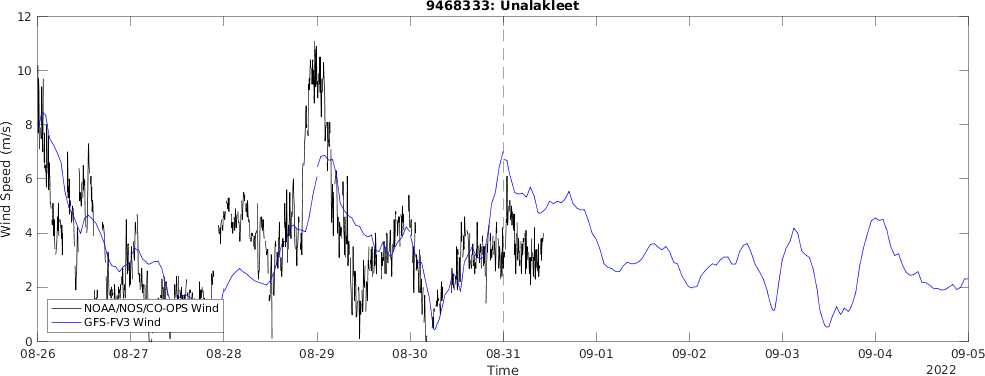 9468333: Unalakleet
12
10
8
6
4
2
0
Wind Speed (m/s)
NOAA/NOS/CO-OPS Wind
GFS-FV3 Wind
08-26 08-27 08-28 08-29 08-30 08-31 09-01 09-02 09-03 09-04 09-05
Time
2022